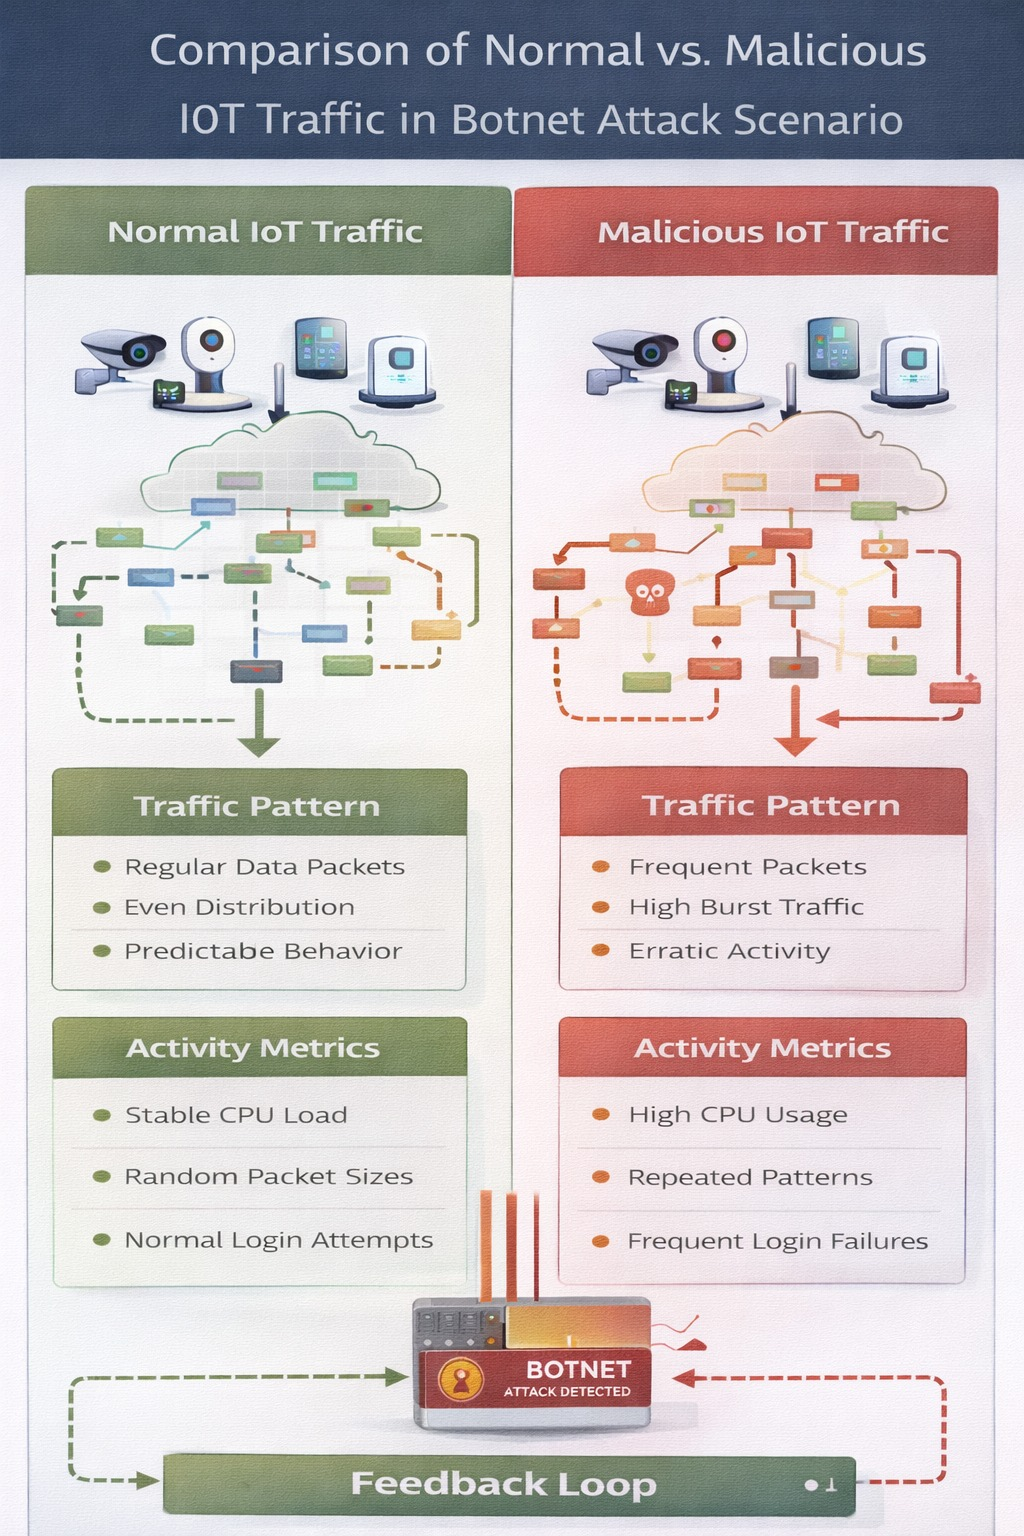 Comparison of Normal vs. Malicious
IOT Traffic in Botnet Attack Scenario
Normal IoT Traffic
Malicious IoT Traffic
Traffic Pattern
Regular Data Packets
Even Distribution
Predictabe Behavior
Traffic Pattern
Frequent Packets
High Burst Traffic
Erratic Activity
Activity Metrics
Stable CPU Load
Random Packet Sizes
Normal Login Attempts
Activity Metrics
High CPU Usage
Repeated Patterns
Frequent Login Failures
BOTNET
ATTACK DETECTED
Feedback Loop